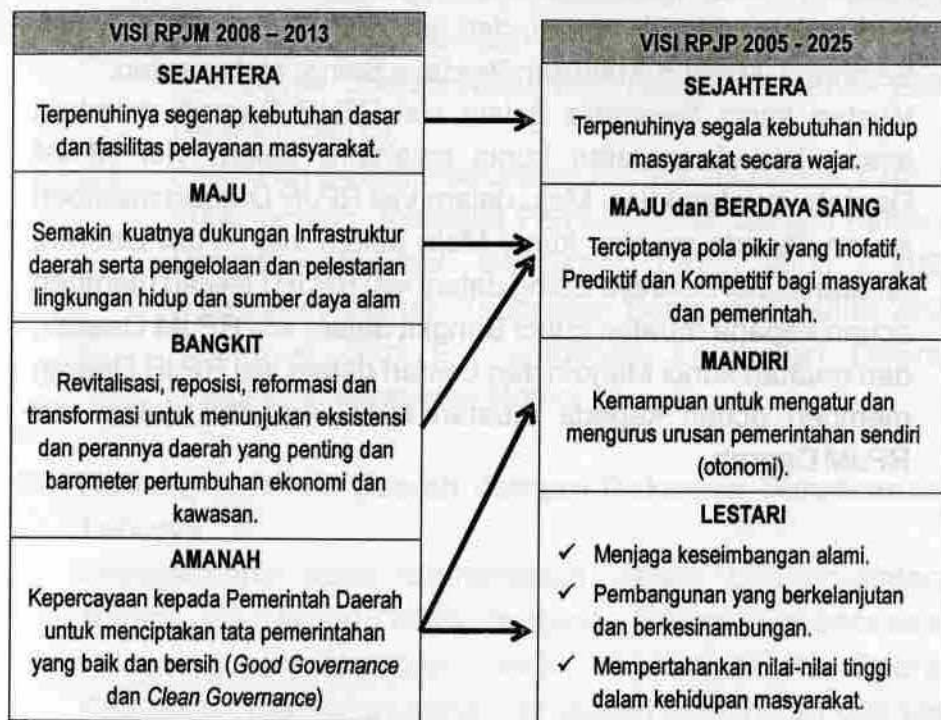 VISI RPJM 2008 – 2013
SEJAHTERA
Terpenuhinya segenap kebutuhan dasar
dan fasilitas pelayanan masyarakat.
MAJU
Semakin kuatnya dukungan Infrastruktur
daerah serta pengelolaan dan pelestarian
lingkungan hidup dan sumber daya alam
BANGKIT
Revitalisasi, reposisi, reformasi dan
transformasi untuk menunjukan eksistensi
dan perannya daerah yang penting dan
barometer pertumbuhan ekonomi dan
kawasan.
AMANAH
Kepercayaan kepada Pemerintah Daerah
untuk menciptakan tata pemerintahan
yang baik dan bersih (Good Governance
dan Clean Governance)
VISI RPJP 2005 - 2025
SEJAHTERA
Terpenuhinya segala kebutuhan hidup
masyarakat secara wajar.
MAJU dan BERDAYA SAING
Terciptanya pola pikir yang Inofatif,
Prediktif dan Kompetitif bagi masyarakat
dan pemerintah.
MANDIRI
Kemampuan untuk mengatur dan
mengurus urusan pemerintahan sendiri
(otonomi).
LESTARI
✓ Menjaga keseimbangan alami.
✓ Pembangunan yang berkelanjutan
dan berkesinambungan.
✓ Mempertahankan nilai-nilai tinggi
dalam kehidupan masyarakat.